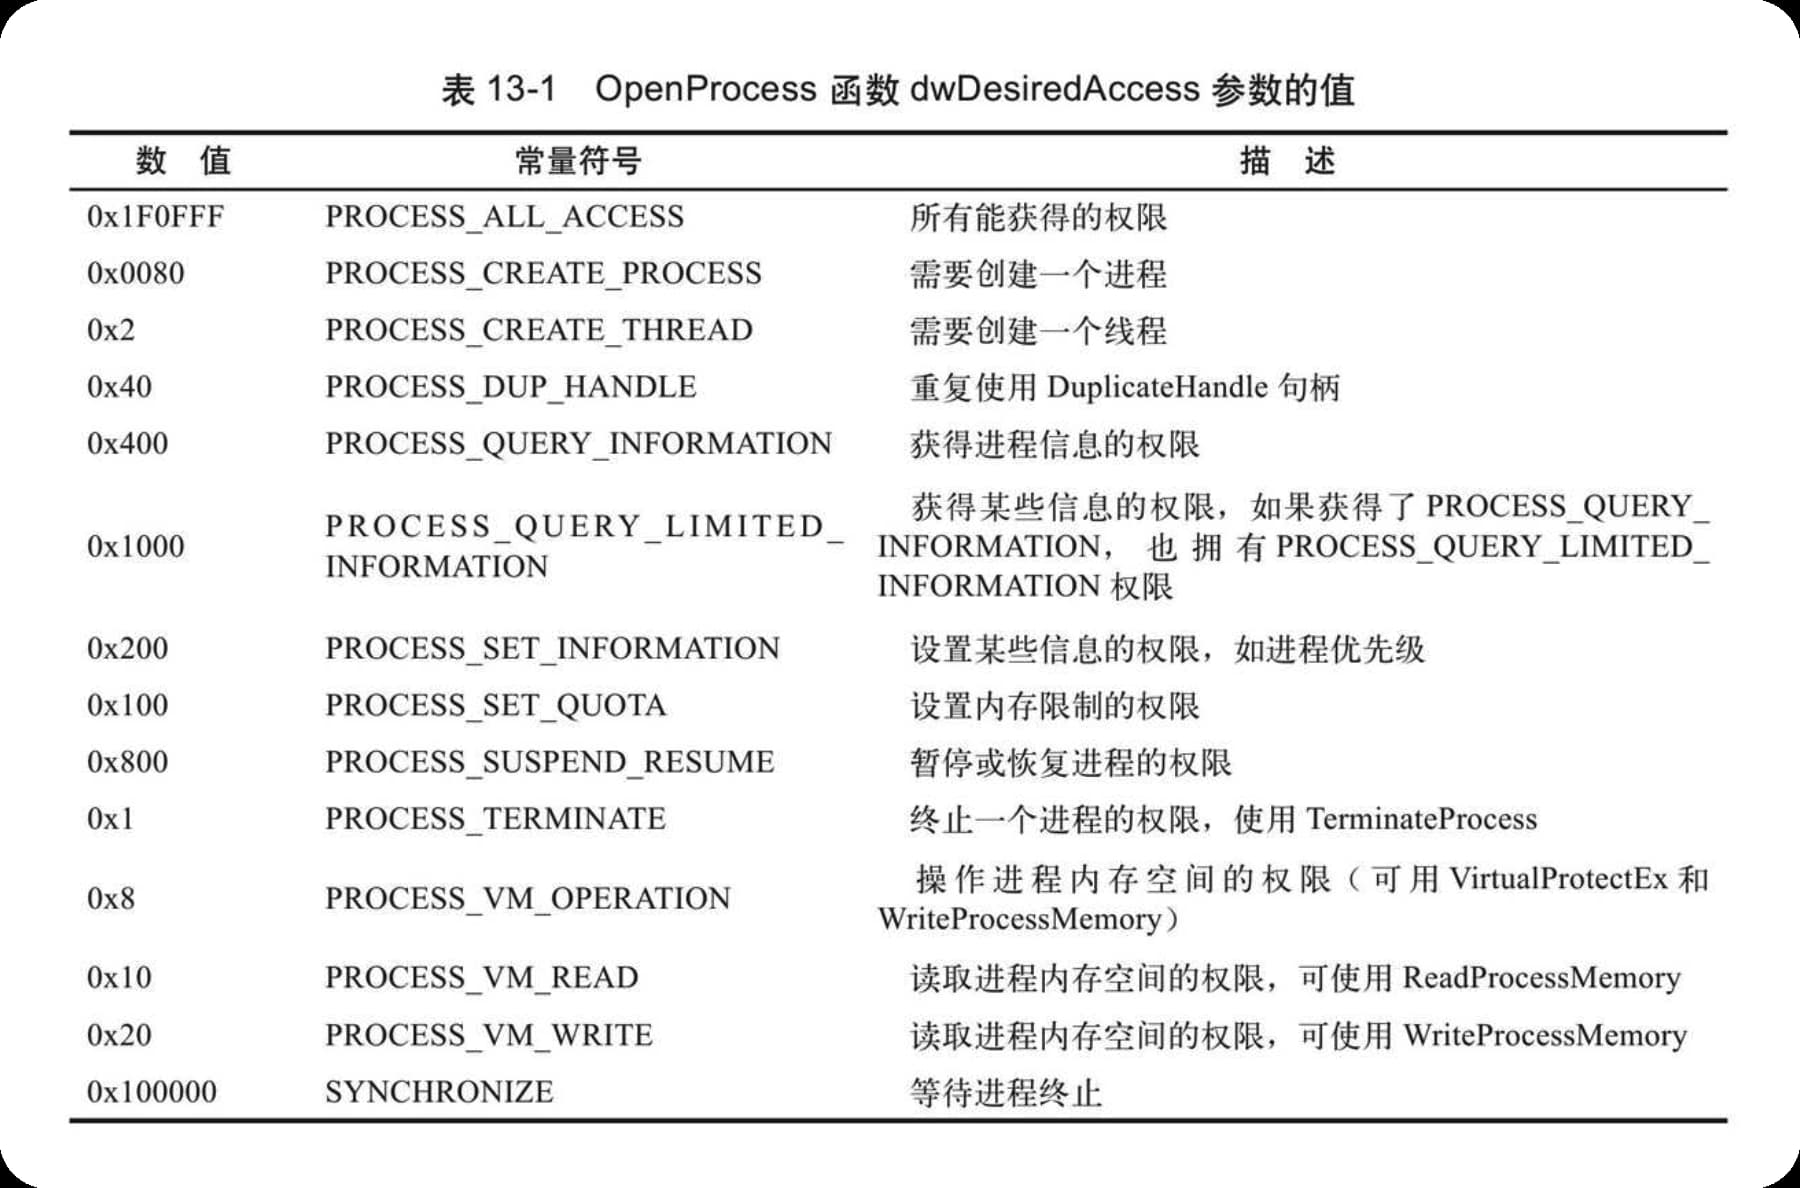 表 13-1 OpenProcess 函数 dwDesiredAccess 参数的值
数 值 常量符号 描 述
0x1F0FFF PROCESS_ALL_ACCESS 所有能获得的权限
0x0080 PROCESS_CREATE_PROCESS 需要创建一个进程
0x2 PROCESS_CREATE_THREAD 需要创建一个线程
0x40 PROCESS_DUP_HANDLE 重复使用 DuplicateHandle 句柄
0x400 PROCESS_QUERY_INFORMATION 获得进程信息的权限
0x1000
PROCESS_QUERY_LIMITED_
INFORMATION
获得某些信息的权限，如果获得了 PROCESS_QUERY_
INFORMATION，也拥有 PROCESS_QUERY_LIMITED_
INFORMATION 权限
0x200 PROCESS_SET_INFORMATION 设置某些信息的权限，如进程优先级
0x100 PROCESS_SET_QUOTA 设置内存限制的权限
0x800 PROCESS_SUSPEND_RESUME 暂停或恢复进程的权限
0x1 PROCESS_TERMINATE 终止一个进程的权限，使用 TerminateProcess
0x8 PROCESS_VM_OPERATION
操作进程内存空间的权限（可用 VirtualProtectEx 和
WriteProcessMemory）
0x10 PROCESS_VM_READ 读取进程内存空间的权限，可使用 ReadProcessMemory
0x20 PROCESS_VM_WRITE 读取进程内存空间的权限，可使用 WriteProcessMemory
0x100000 SYNCHRONIZE 等待进程终止